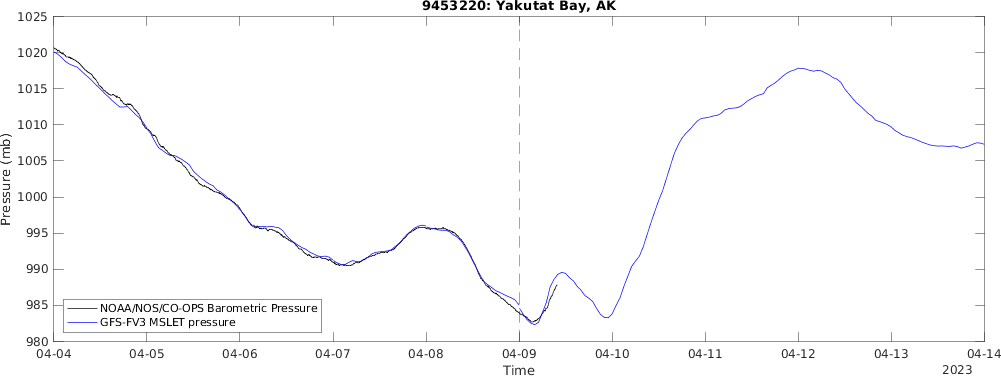 9453220: Yakutat Bay, AK
1025
1020
1015
1010
1005
1000
995
990
985
980
Pressure (mb)
NOAA/NOS/CO-OPS Barometric Pressure
GFS-FV3 MSLET pressure
04-04 04-05 04-06 04-07 04-08 04-09 04-10 04-11 04-12 04-13 04-14
Time
2023